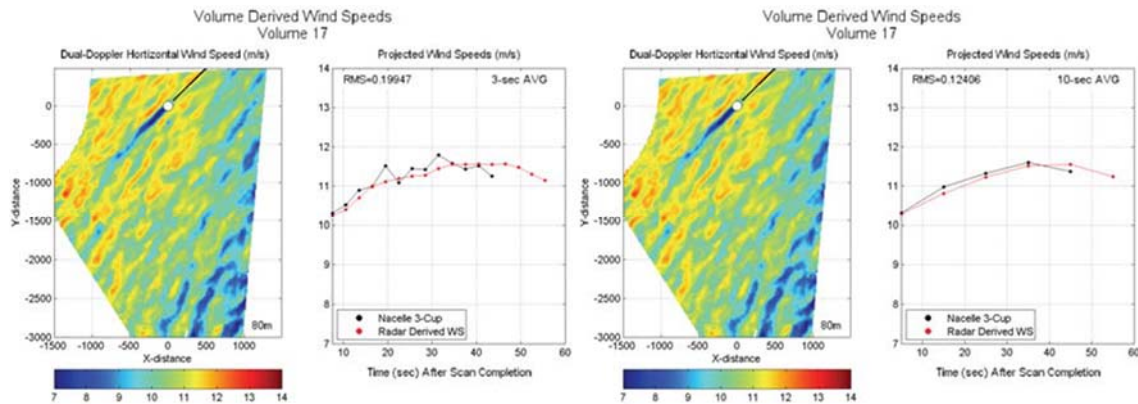 Volume Derived Wind Speeds
Volume 17
Dual-Doppler Hortizontal Wind Speed (m/s)
Projected Wind Speeds (m/s)
0
-500
-1000
-1500
-2000
-2500
-3000
Y-distance
-1500 -1000 -500 0 500 1000
X-distance
80m
7 8 9 10 11 12 13 14
14
13
12
11
10
9
8
7
RMS=0.19947
3-sec AVG
Nacelle 3-Cup
Radar Derived WS
10 20 30 40 50 60
Time (sec) After Scan Completion
Volume Derived Wind Speeds
Volume 17
Dual-Doppler Hortizontal Wind Speed (m/s)
Projected Wind Speeds (m/s)
0
-500
-1000
-1500
-2000
-2500
-3000
Y-distance
-1500 -1000 -500 0 500 1000
X-distance
80m
7 8 9 10 11 12 13 14
14
13
12
11
10
9
8
7
RMS=0.12406
10-sec AVG
Nacelle 3-Cup
Radar Derived WS
10 20 30 40 50 60
Time (sec) After Scan Completion